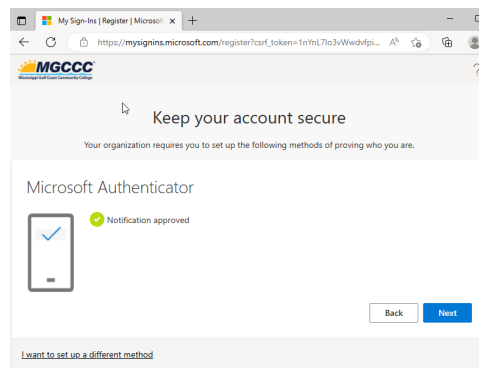 My Sign-Ins | Register | Microsoft
https://mysignins.microsoft.com/register?csrf_token=1nYnL7Io3vWwdvfpi...
MGCCC
Mississippi Gulf Coast Community College
?
Keep your account secure
Your organization requires you to set up the following methods of proving who you are.
Microsoft Authenticator
Notification approved
Back
Next
I want to set up a different method